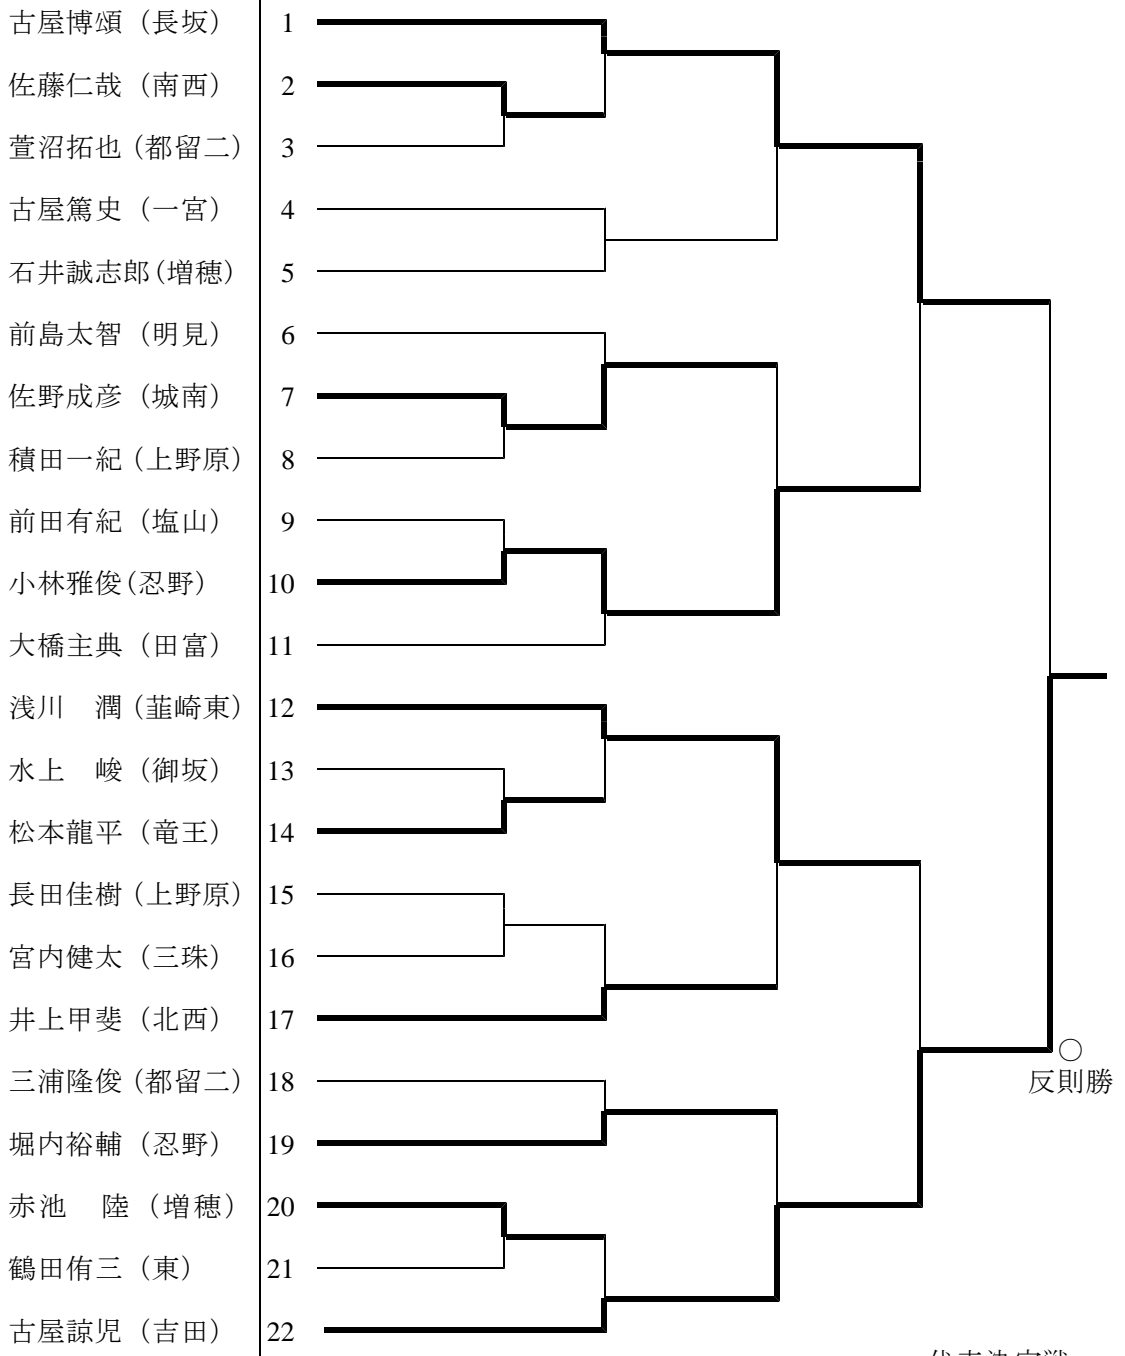 古屋博頌（長坂） 1
佐藤仁哉（南西） 2
萱沼拓也（都留二） 3
古屋篤史（一宮） 4
石井誠志郎（増穂） 5
前島太智（明見） 6
佐野成彦（城南） 7
積田一紀（上野原） 8
前田有紀（塩山） 9
小林雅俊（忍野） 10
大橋主典（田富） 11
浅川　潤（韮崎東） 12
水上　峻（御坂） 13
松本龍平（竜王） 14
長田佳樹（上野原） 15
宮内健太（三珠） 16
井上甲斐（北西） 17
○
三浦隆俊（都留二） 18
反則勝
堀内裕輔（忍野） 19
赤池　陸（増穂） 20
鶴田侑三（東） 21
古屋諒児（吉田） 22